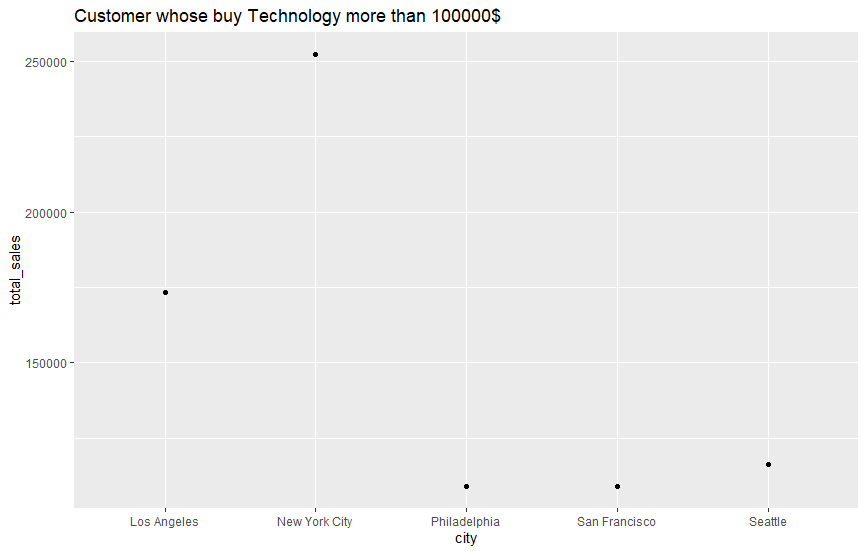 Customer whose buy Technology more than 100000$
250000
200000
150000
total_sales
Los Angeles
New York City
Philadelphia
San Francisco
Seattle
city